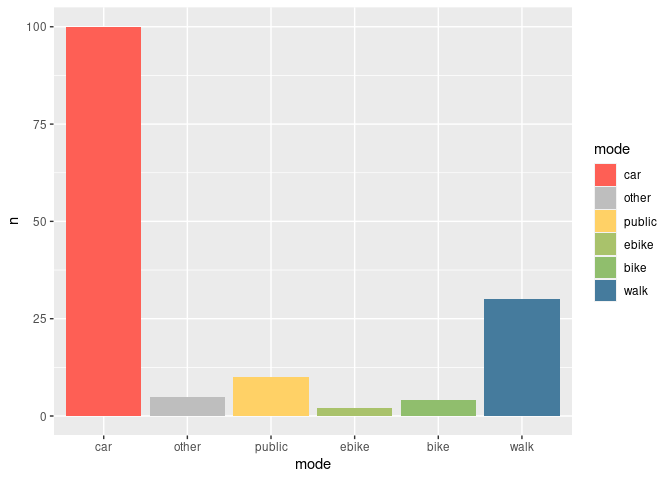 100
75
50
25
0
n
car other public ebike bike walk
mode
mode
car
other
public
ebike
bike
walk